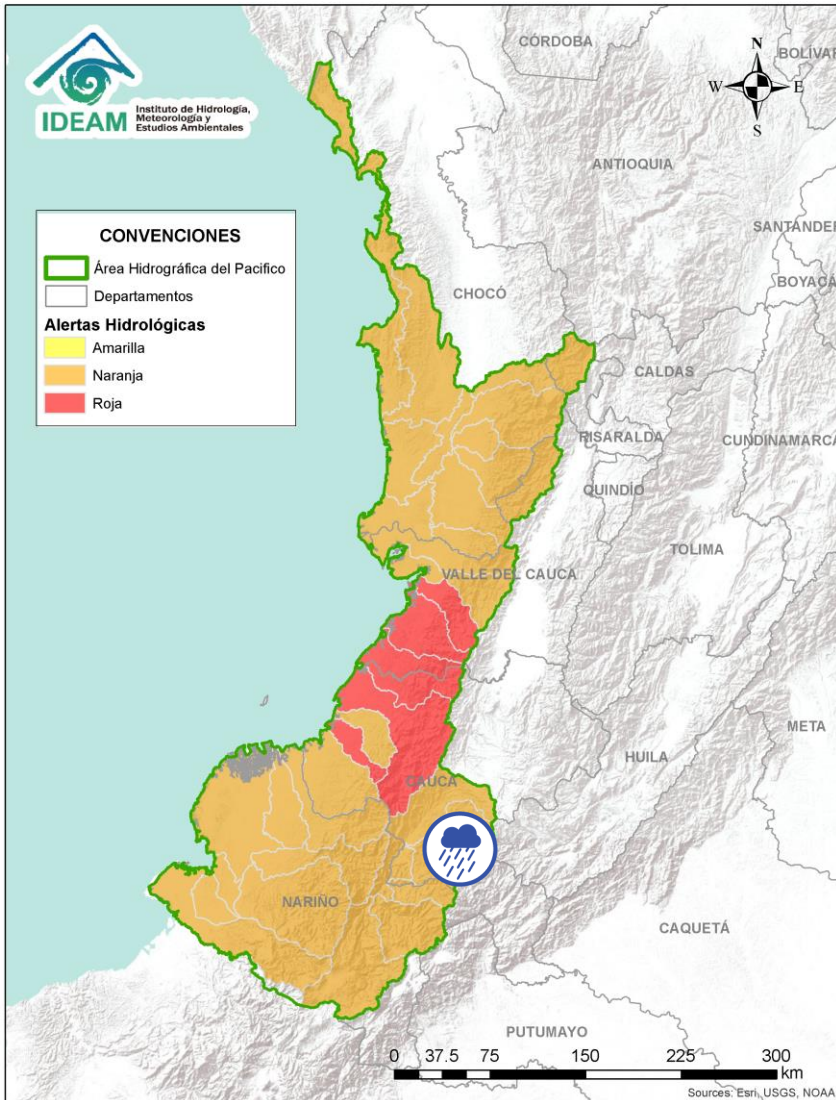 IDEAM
Instituto de Hidrología,
Meteorología y
Estudios Ambientales
N
W
E
S
CÓRDOBA
BOLÍVAR
ANTIOQUIA
SANTANDER
BOYACÁ
CHOCÓ
CALDAS
RISARALDA
CUNDINAMARCA
QUINDÍO
TOLIMA
VALLE DEL CAUCA
META
HUILA
CAUCA
NARIÑO
CAQUETÁ
PUTUMAYO
CONVENCIONES
Área Hidrográfica del Pacifico
Departamentos
Alertas Hidrológicas
Amarilla
Naranja
Roja
0 37.5 75 150 225 300
km
Sources: Esri, USGS, NOAA